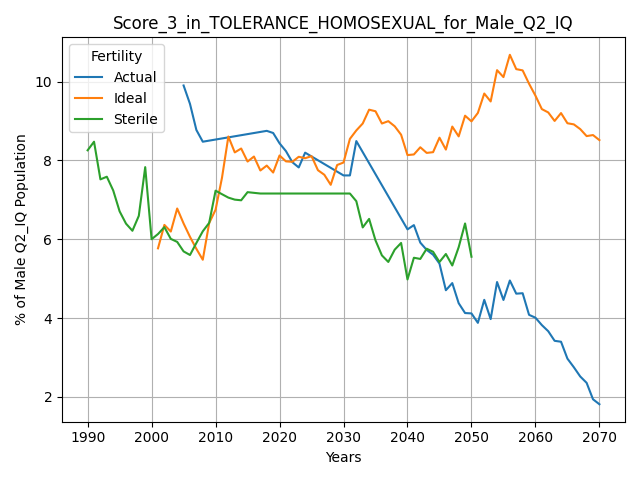 Score_3_in_TOLERANCE_HOMOSEXUAL_for_Male_Q2_IQ
Fertility
Actual
Ideal
Sterile
% of Male Q2_IQ Population
10
8
6
4
2
1990 2000 2010 2020 2030 2040 2050 2060 2070
Years